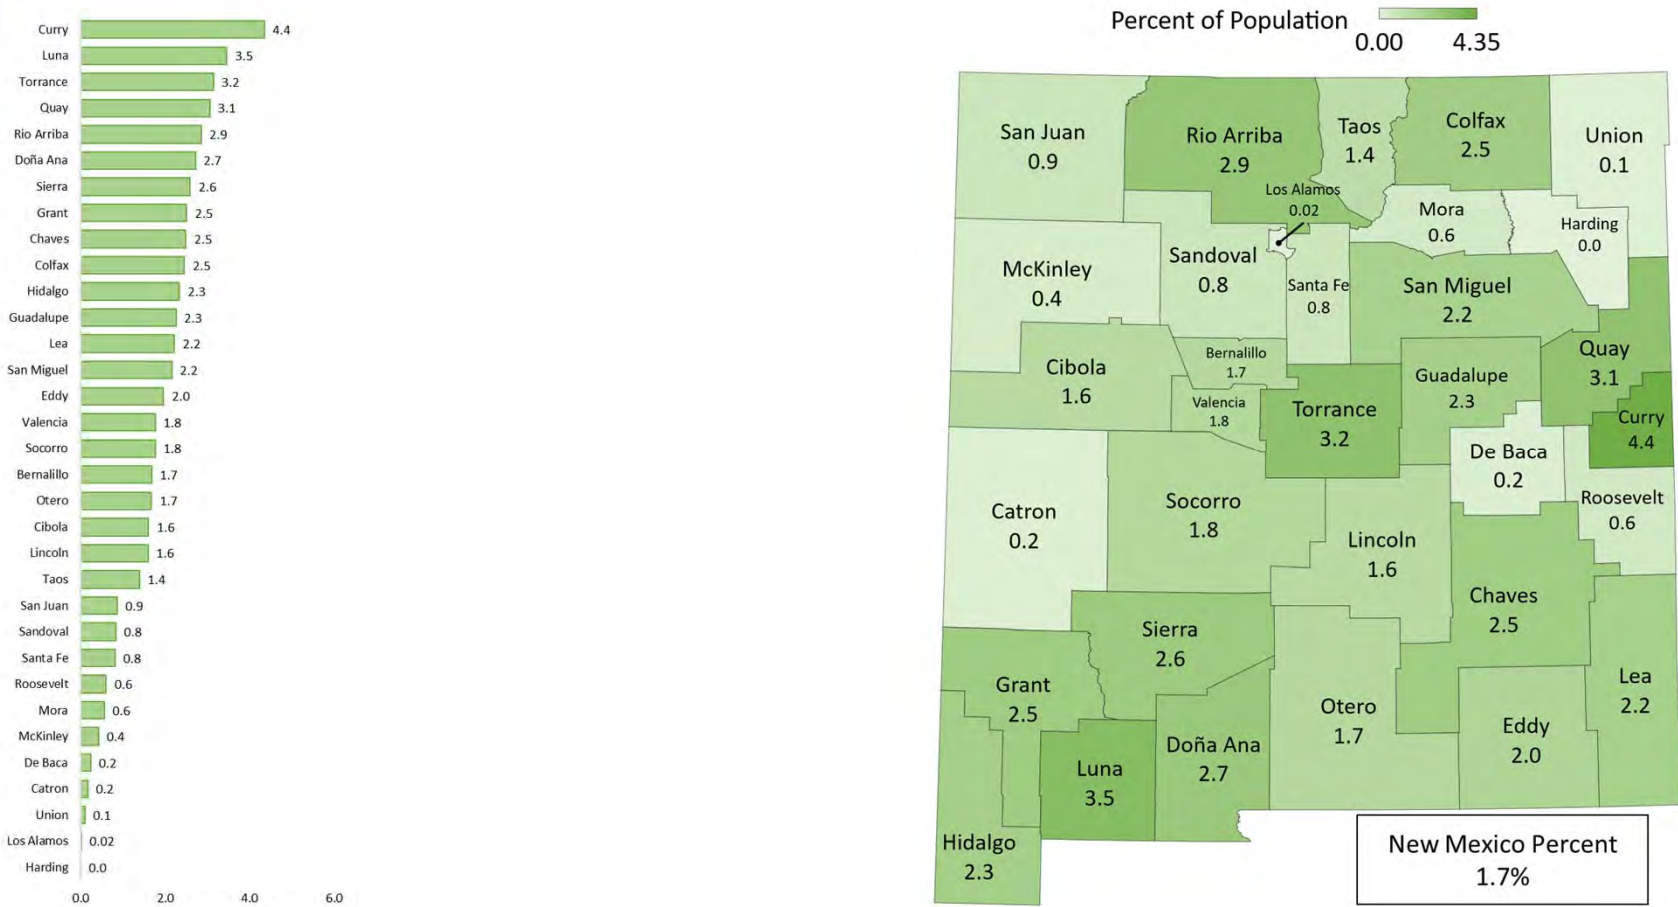 Curry 4.4
Luna 3.5
Torrance 3.2
Quay 3.1
Rio Arriba 2.9
Doña Ana 2.7
Sierra 2.6
Grant 2.5
Chaves 2.5
Colfax 2.5
Hidalgo 2.3
Guadalupe 2.3
Lea 2.2
San Miguel 2.2
Eddy 2.0
Valencia 1.8
Socorro 1.8
Bernalillo 1.7
Otero 1.7
Cibola 1.6
Lincoln 1.6
Taos 1.4
San Juan 0.9
Sandoval 0.8
Santa Fe 0.8
Roosevelt 0.6
Mora 0.6
McKinley 0.4
De Baca 0.2
Catron 0.2
Union 0.1
Los Alamos 0.02
Harding 0.0
0.0 2.0 4.0 6.0
Percent of Population
0.00 4.35
San Juan
0.9
Rio Arriba
2.9
Taos
1.4
Colfax
2.5
Union
0.1
Los Alamos
0.02
Mora
0.6
Harding
0.0
McKinley
0.4
Sandoval
0.8
Santa Fe
0.8
San Miguel
2.2
Quay
3.1
Cibola
1.6
Bernalillo
1.7
Valencia
1.8
Torrance
3.2
Guadalupe
2.3
Curry
4.4
De Baca
0.2
Roosevelt
0.6
Catron
0.2
Socorro
1.8
Lincoln
1.6
Chaves
2.5
Sierra
2.6
Grant
2.5
Otero
1.7
Lea
2.2
Eddy
2.0
Doña Ana
2.7
Luna
3.5
Hidalgo
2.3
New Mexico Percent
1.7%